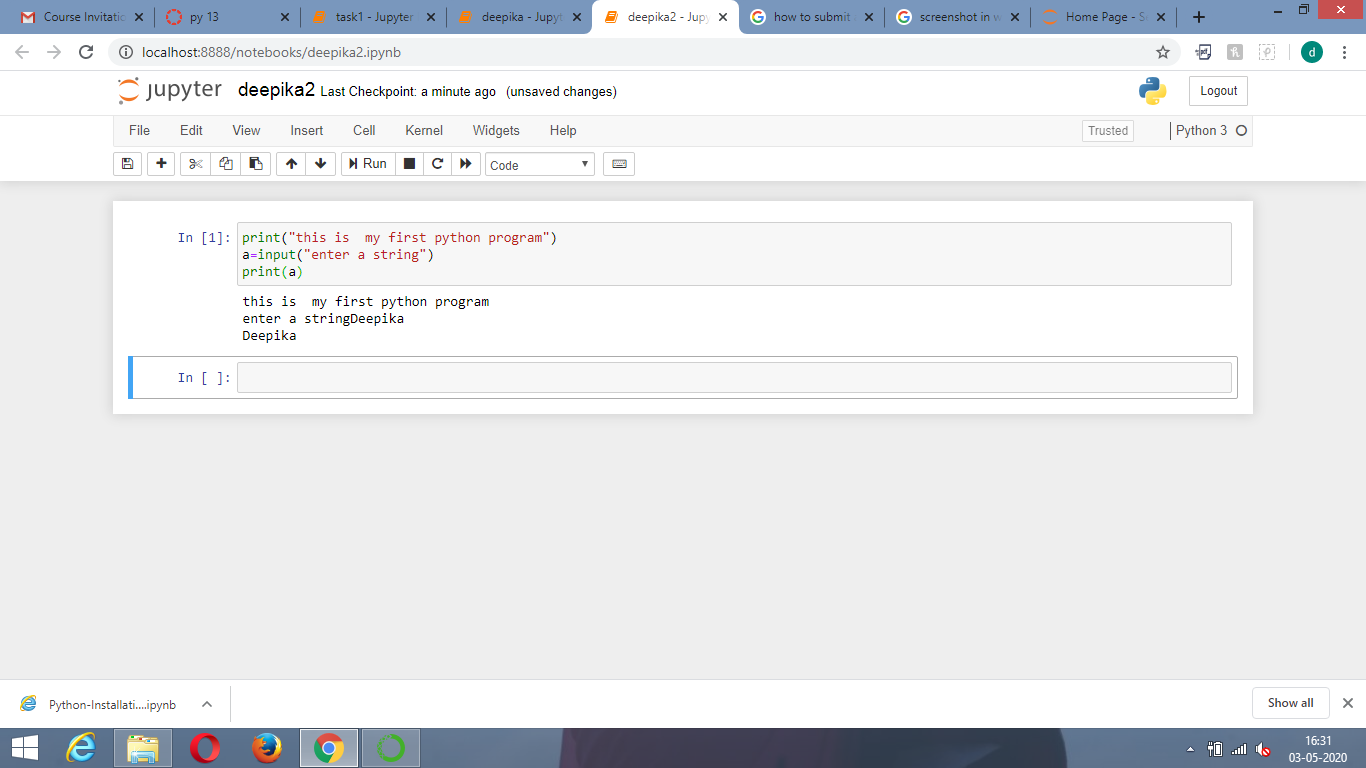 Course Invitatio py 13 task1 - Jupyter deepika - Jupyt deepika2 - Jupy how to submit screenshot in w Home Page - S
localhost:8888/notebooks/deepika2.ipynb d
jupyter deepika2 Last Checkpoint: a minute ago (unsaved changes) Logout
File Edit View Insert Cell Kernel Widgets Help Trusted Python 3
Run Code
In [1]: print("this is  my first python program")
a=input("enter a string")
print(a)
this is  my first python program
enter a stringDeepika
Deepika
In [ ]:
Python-Installati....ipynb Show all
16:31
03-05-2020